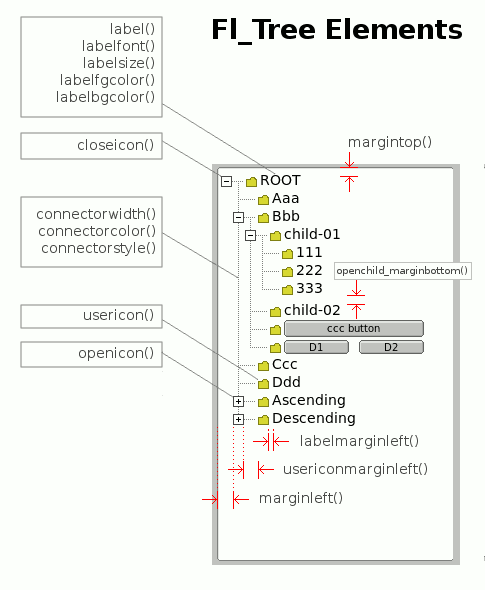 Fl_Tree Elements
label()
labelfont()
labelsize()
labelfgcolor()
labelbgcolor()
closeicon()
margintop()
ROOT
Aaa
Bbb
child-01
111
222
333
child-02
ccc button
D1 D2
Ccc
Ddd
Ascending
Descending
connectorwidth()
connectorcolor()
connectorstyle()
openchild_marginbottom()
usericon()
openicon()
labelmarginleft()
usericonmarginleft()
marginleft()